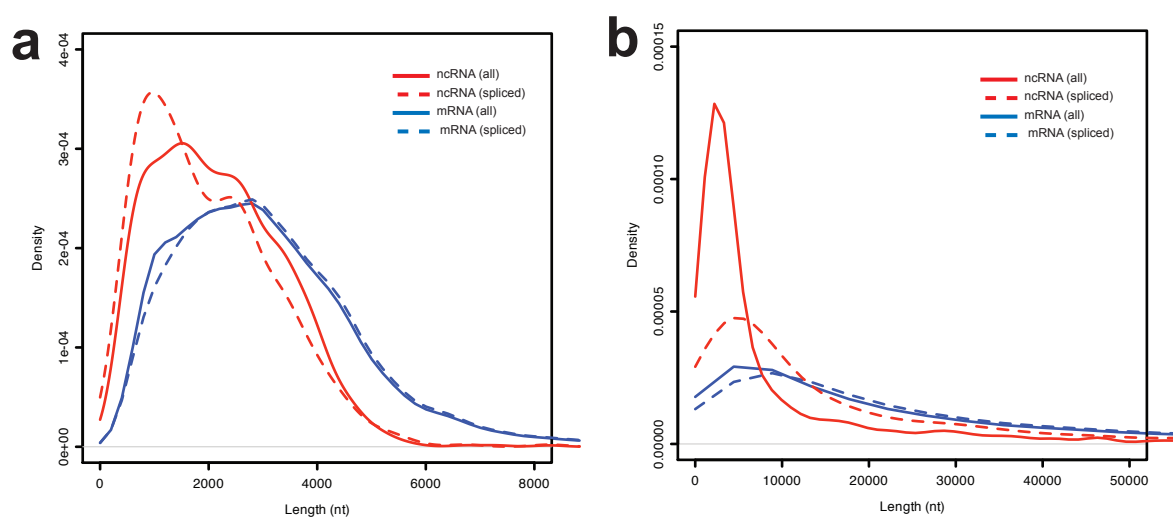 a
4e-04
3e-04
2e-04
1e-04
0e+00
Density
0
2000
4000
6000
8000
Length (nt)
ncRNA (all)
ncRNA (spliced)
mRNA (all)
mRNA (spliced)
b
0.00015
0.00010
0.00005
0.00000
Density
0
10000
20000
30000
40000
50000
Length (nt)
ncRNA (all)
ncRNA (spliced)
mRNA (all)
mRNA (spliced)